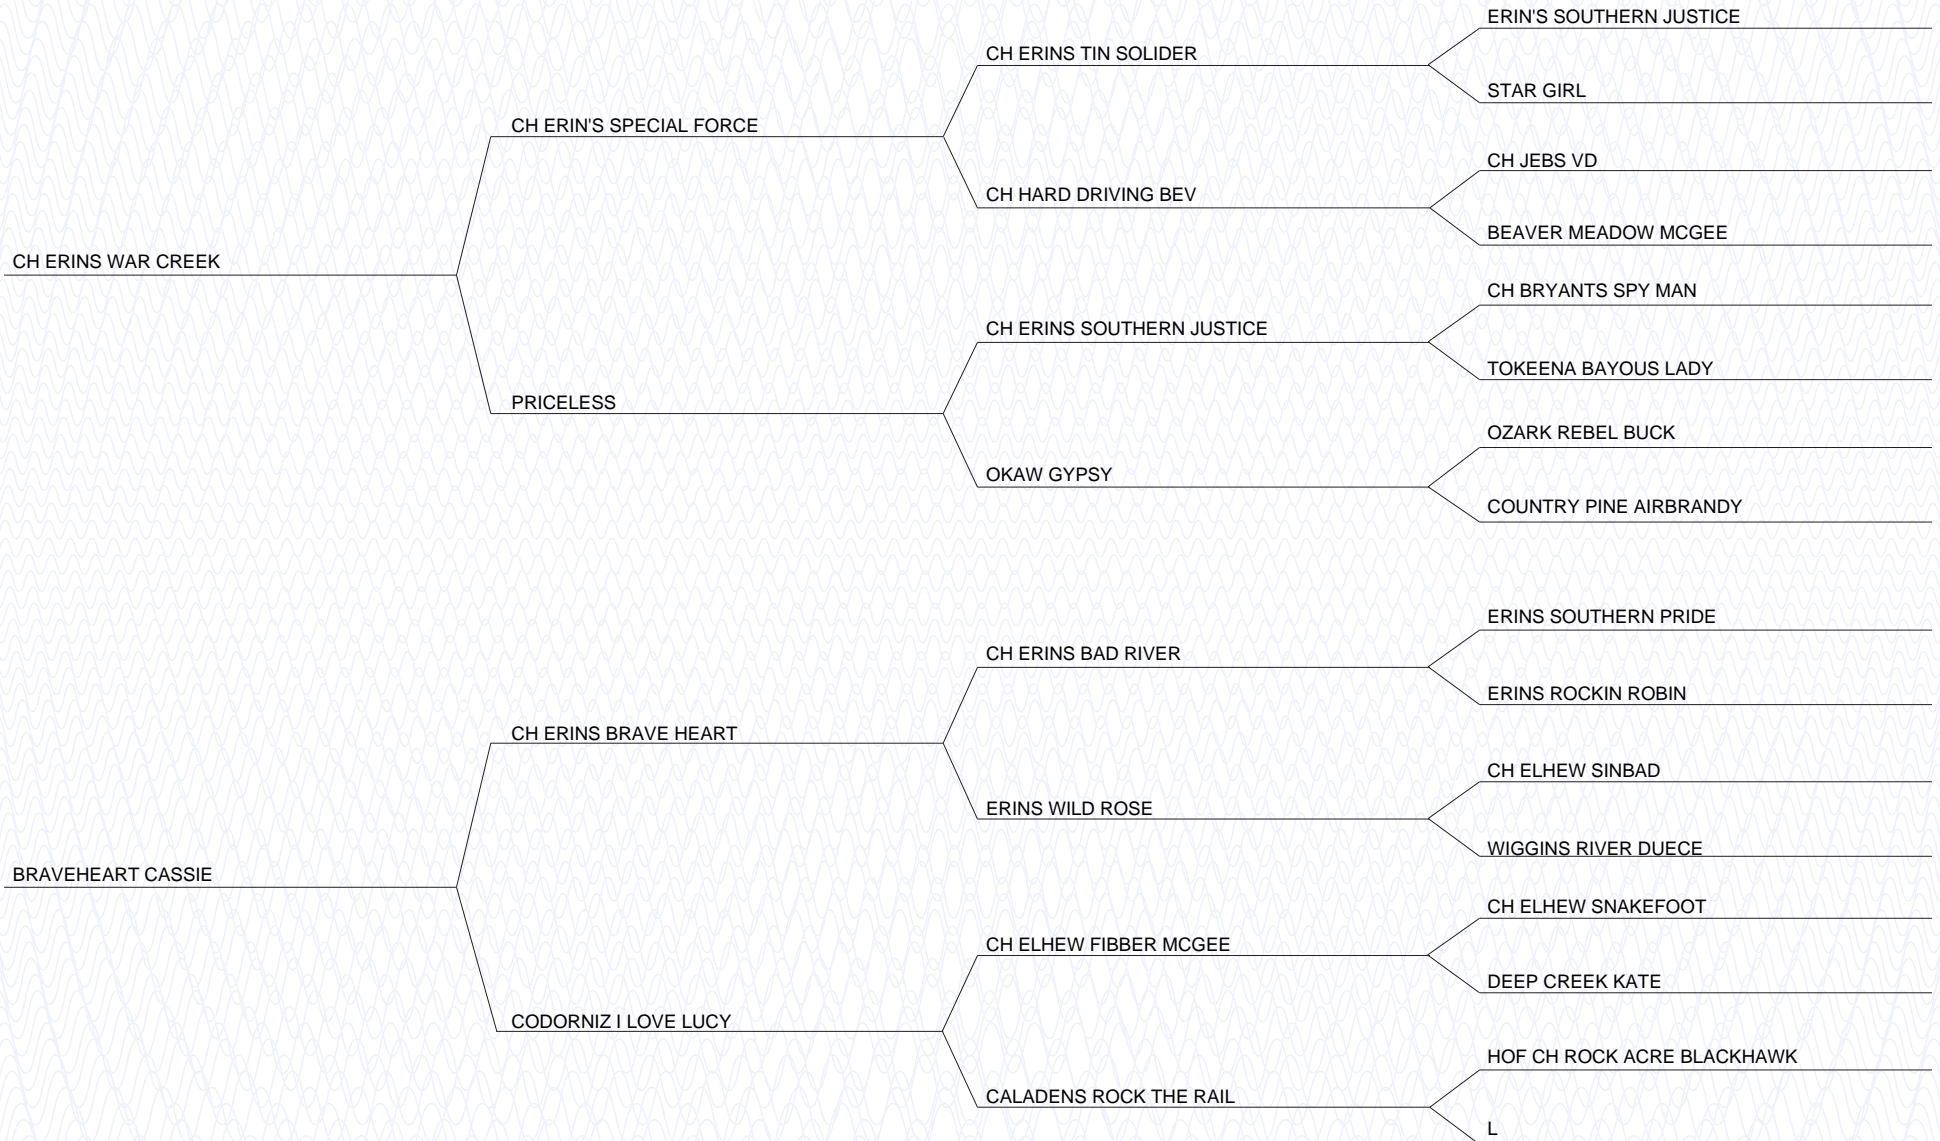 ERIN'S SOUTHERN JUSTICE
CH ERINS TIN SOLIDER
STAR GIRL
CH ERIN'S SPECIAL FORCE
CH JEBS VD
CH HARD DRIVING BEV
BEAVER MEADOW MCGEE
CH ERINS WAR CREEK
CH BRYANTS SPY MAN
CH ERINS SOUTHERN JUSTICE
TOKEENA BAYOUS LADY
PRICELESS
OZARK REBEL BUCK
OKAW GYPSY
COUNTRY PINE AIRBRANDY
ERINS SOUTHERN PRIDE
CH ERINS BAD RIVER
ERINS ROCKIN ROBIN
CH ERINS BRAVE HEART
CH ELHEW SINBAD
ERINS WILD ROSE
WIGGINS RIVER DUECE
BRAVEHEART CASSIE
CH ELHEW SNAKEFOOT
CH ELHEW FIBBER MCGEE
DEEP CREEK KATE
CODORNIZ I LOVE LUCY
HOF CH ROCK ACRE BLACKHAWK
CALADENS ROCK THE RAIL
L